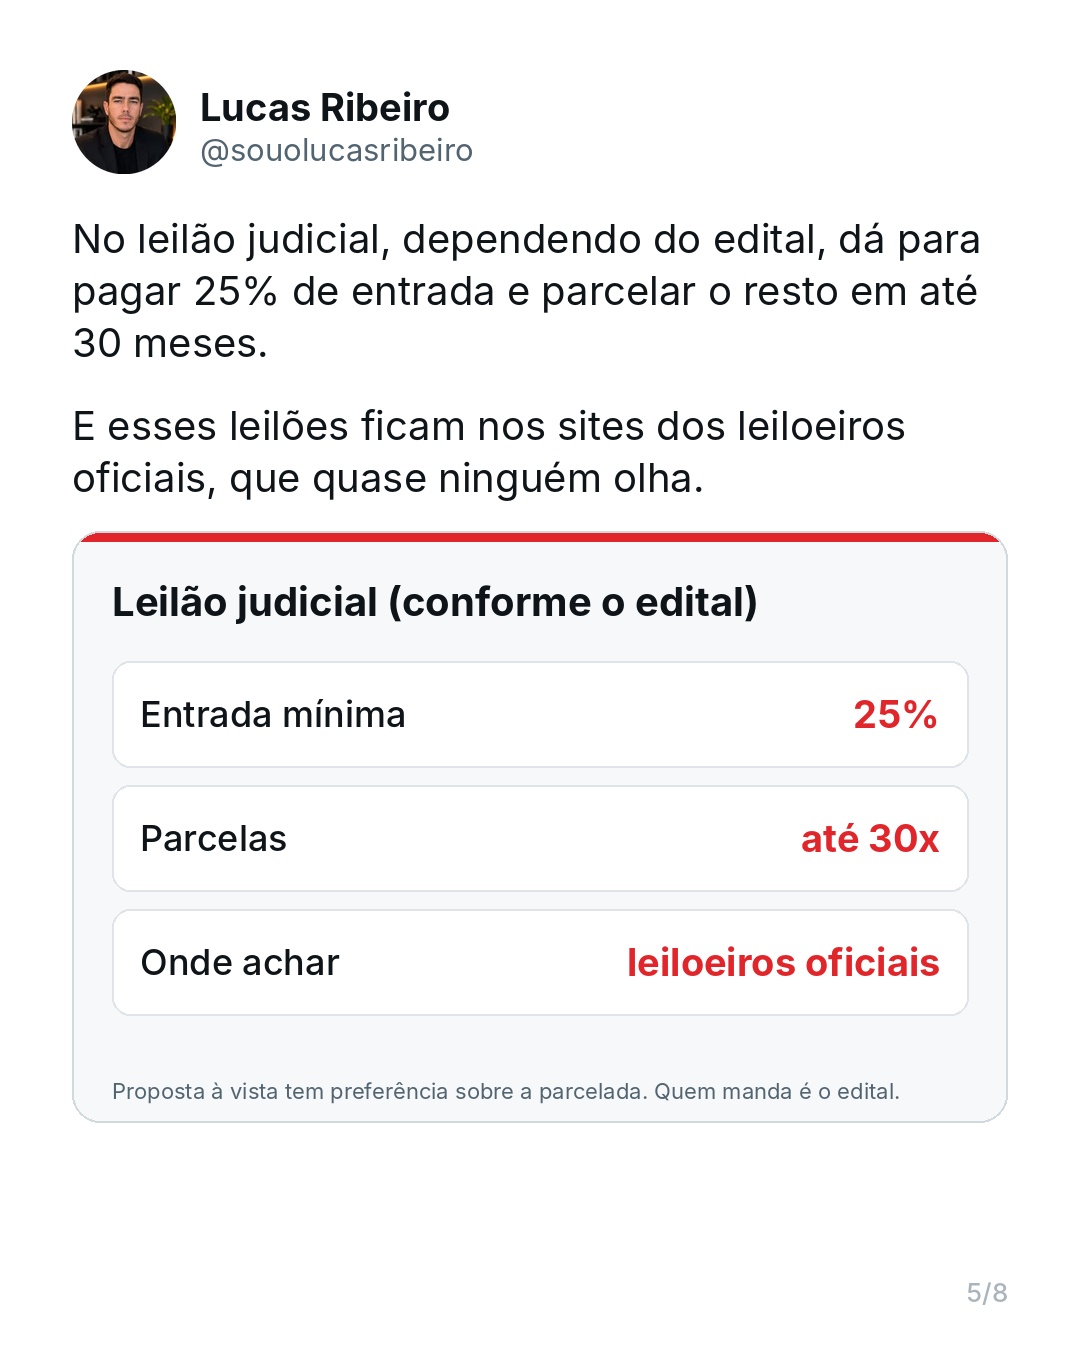 Lucas Ribeiro
@souolucasribeiro
No leilão judicial, dependendo do edital, dá para
pagar 25% de entrada e parcelar o resto em até
30 meses.
E esses leilões ficam nos sites dos leiloeiros
oficiais, que quase ninguém olha.
Leilão judicial (conforme o edital)
Entrada mínima 25%
Parcelas até 30x
Onde achar leiloeiros oficiais
Proposta à vista tem preferência sobre a parcelada. Quem manda é o edital.
5/8